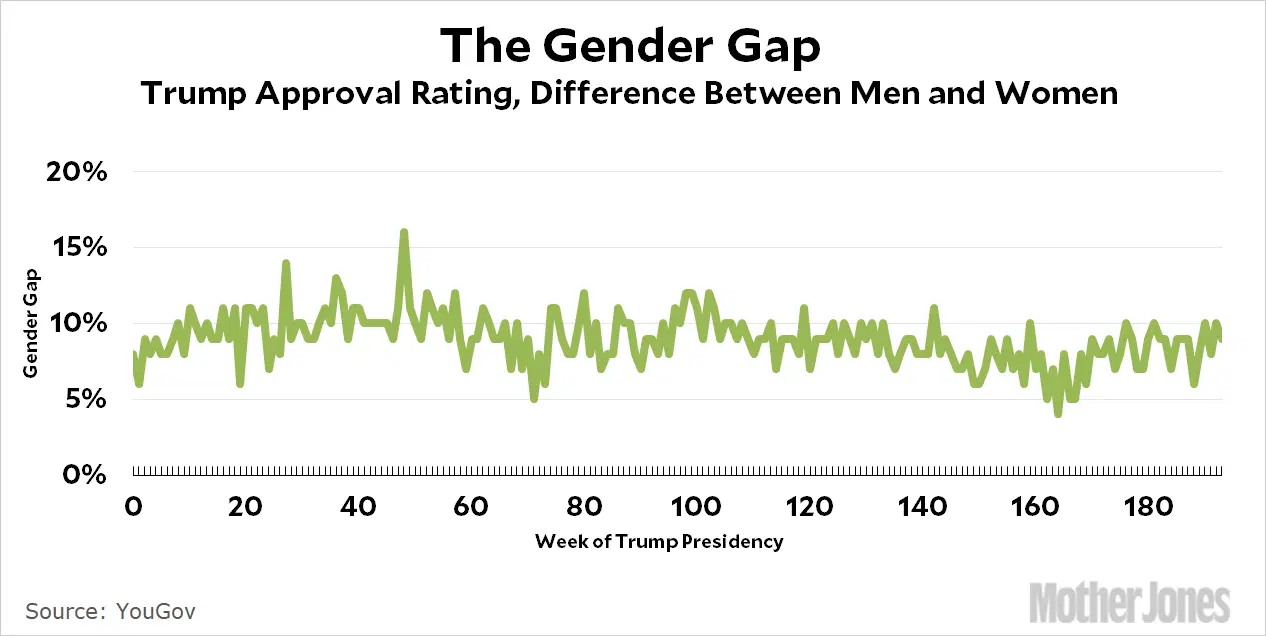 The Gender Gap
Trump Approval Rating, Difference Between Men and Women
20%
15%
10%
5%
0%
Gender Gap
0 20 40 60 80 100 120 140 160 180
Week of Trump Presidency
Source: YouGov
Mother Jones